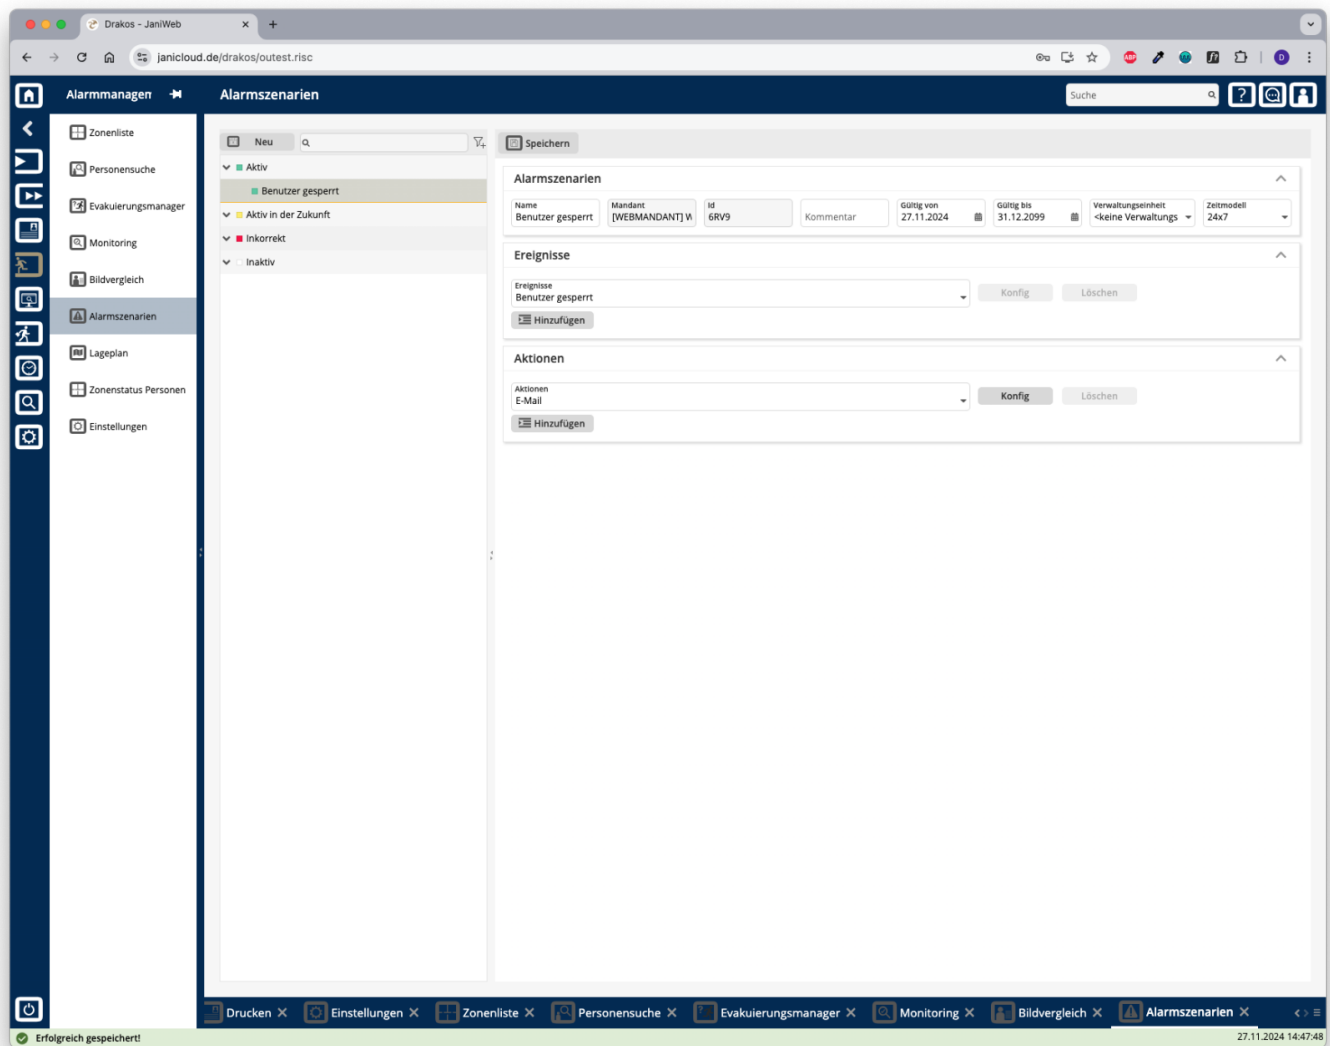 Drakos - JaniWeb
janicloud.de/drakos/outest.risc
ABP
D
Alarmmanagem
Alarmszenarien
Suche
Zonenliste
Personensuche
Evakuierungsmanager
Monitoring
Bildvergleich
Alarmszenarien
Lageplan
Zonenstatus Personen
Einstellungen
Neu
Aktiv
Benutzer gesperrt
Aktiv in der Zukunft
Inkorrekt
Inaktiv
Speichern
Alarmszenarien
Name
Benutzer gesperrt
Mandant
[WEBMANDANT] W
Id
6RV9
Kommentar
Gültig von
27.11.2024
Gültig bis
31.12.2099
Verwaltungseinheit
<keine Verwaltungs
Zeitmodell
24x7
Ereignisse
Ereignisse
Benutzer gesperrt
Konfig
Löschen
Hinzufügen
Aktionen
Aktionen
E-Mail
Konfig
Löschen
Hinzufügen
Drucken
Einstellungen
Zonenliste
Personensuche
Evakuierungsmanager
Monitoring
Bildvergleich
Alarmszenarien
Erfolgreich gespeichert!
27.11.2024 14:47:48